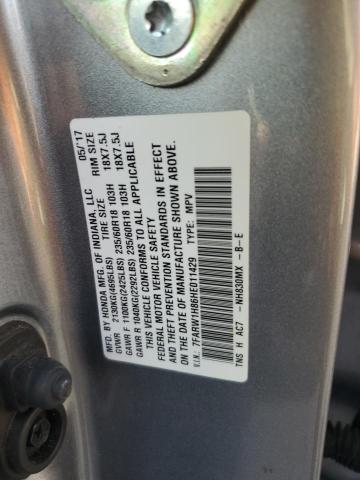 MFD. BY HONDA MFG. OF INDIANA, LLC 05/'17
GVWR 2130KG(4695LBS) TIRE SIZE RIM SIZE
GAWR F 1100KG(2425LBS) 235/60R18 103H 18X7.5J
GAWR R 1040KG(2292LBS) 235/60R18 103H 18X7.5J
THIS VEHICLE CONFORMS TO ALL APPLICABLE
FEDERAL MOTOR VEHICLE SAFETY
AND THEFT PREVENTION STANDARDS IN EFFECT
ON THE DATE OF MANUFACTURE SHOWN ABOVE.
V.I.N.: 7FARW1H86HE011429 TYPE: MPV
TNS H AC7 -NH830MX -B-E